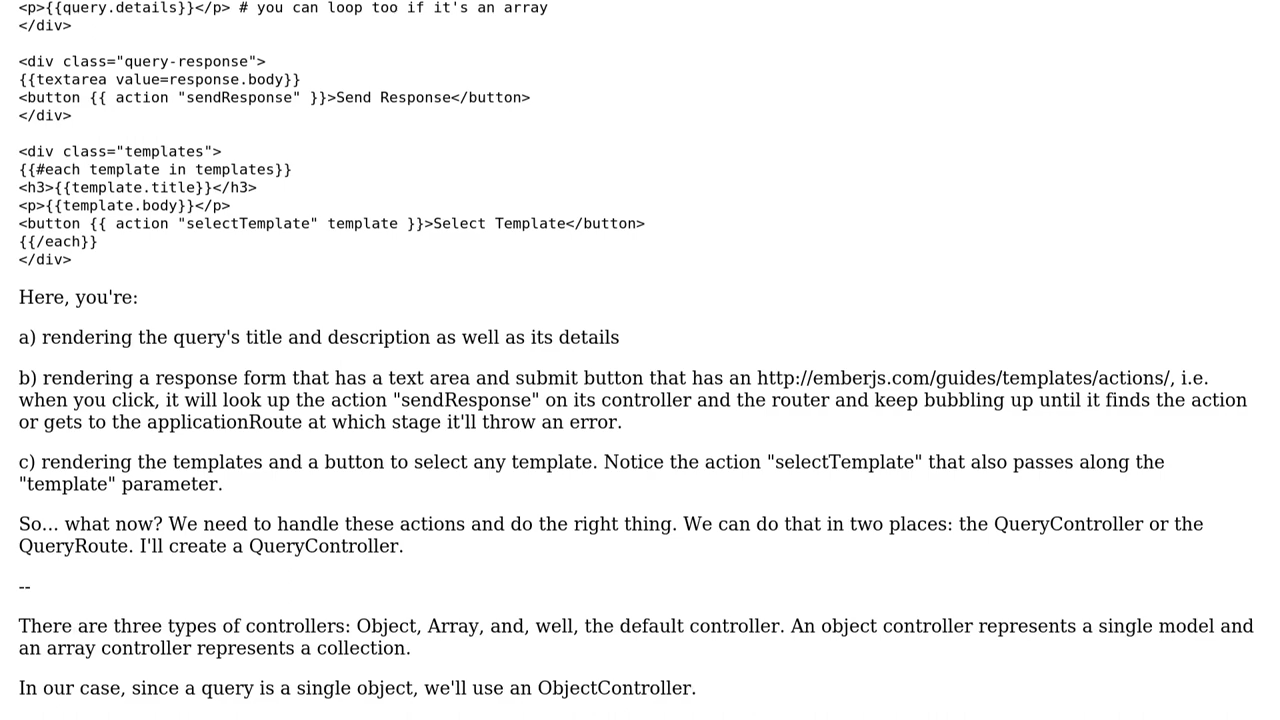 <p>{{query.details}}</p> # you can loop too if it's an array
</div>
<div class="query-response">
{{textarea value=response.body}}
<button {{ action "sendResponse" }}>Send Response</button>
</div>
<div class="templates">
{{#each template in templates}}
<h3>{{template.title}}</h3>
<p>{{template.body}}</p>
<button {{ action "selectTemplate" template }}>Select Template</button>
{{/each}}
</div>
Here, you're:
a) rendering the query's title and description as well as its details
b) rendering a response form that has a text area and submit button that has an http://emberjs.com/guides/templates/actions/, i.e.
when you click, it will look up the action "sendResponse" on its controller and the router and keep bubbling up until it finds the action
or gets to the applicationRoute at which stage it'll throw an error.
c) rendering the templates and a button to select any template. Notice the action "selectTemplate" that also passes along the
"template" parameter.
So... what now? We need to handle these actions and do the right thing. We can do that in two places: the QueryController or the
QueryRoute. I'll create a QueryController.
--
There are three types of controllers: Object, Array, and, well, the default controller. An object controller represents a single model and
an array controller represents a collection.
In our case, since a query is a single object, we'll use an ObjectController.